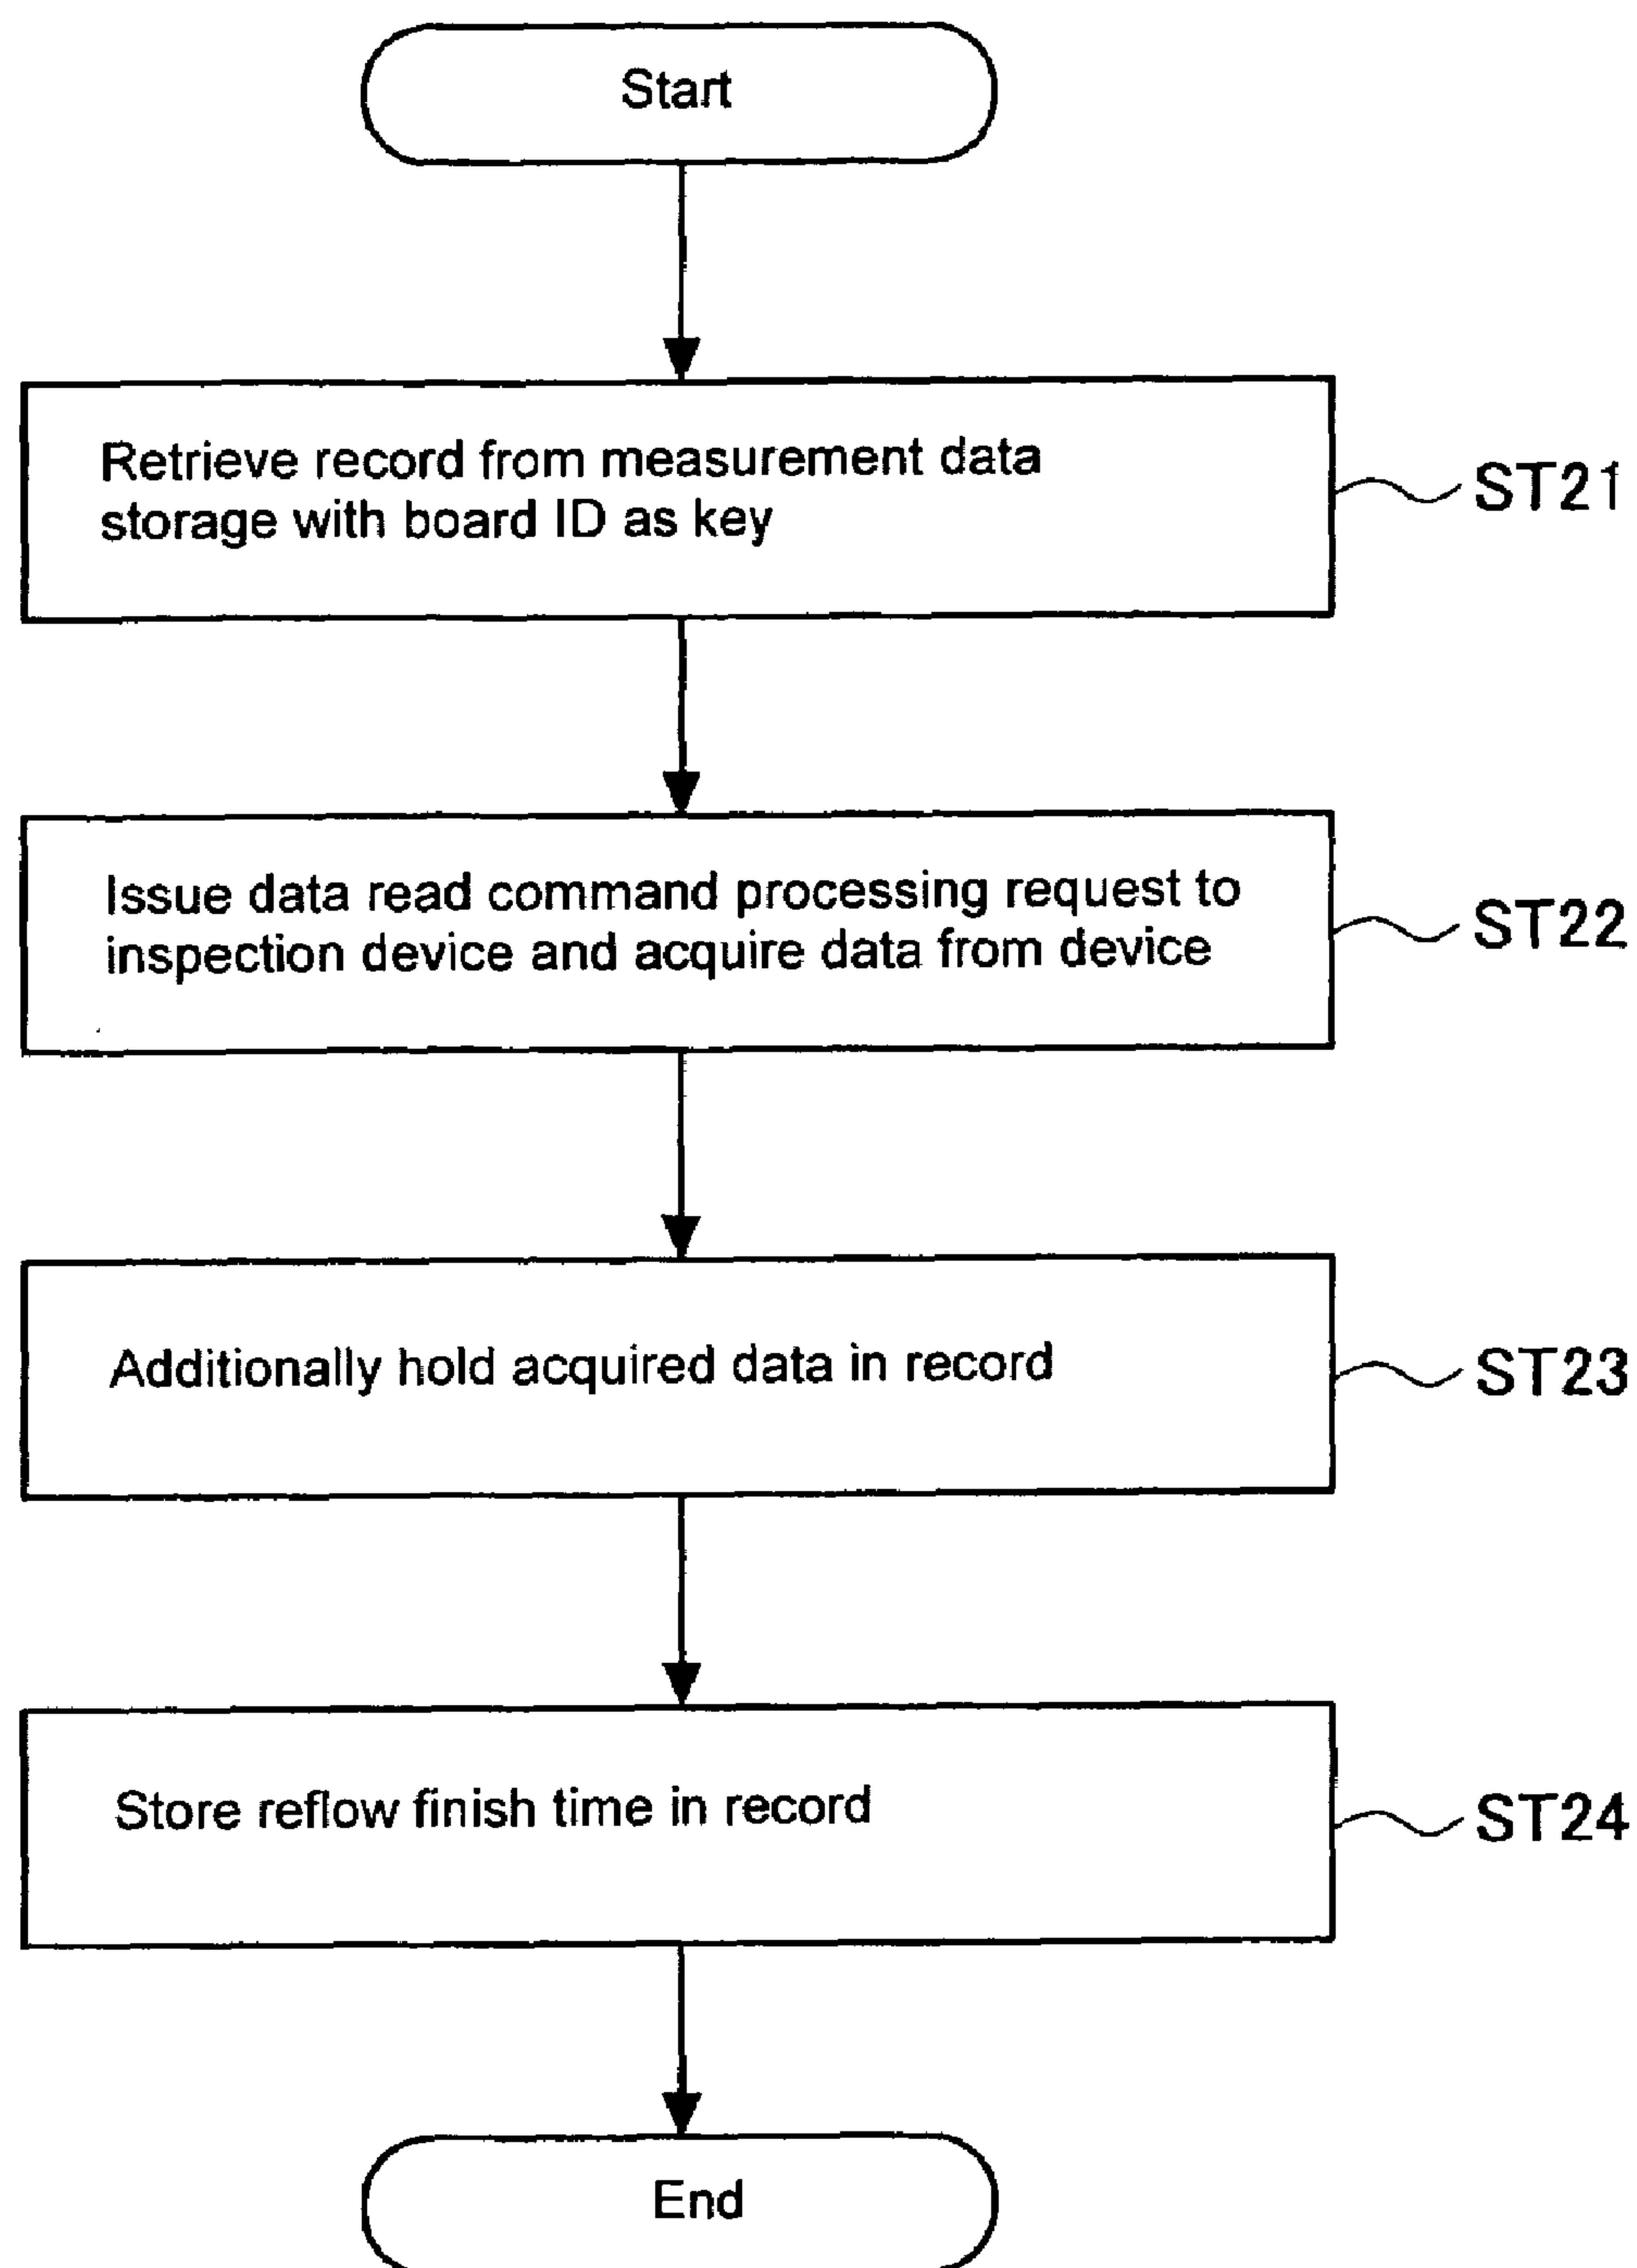 Start
Retrieve record from measurement data
storage with board ID as key
ST21
Issue data read command processing request to
inspection device and acquire data from device
ST22
Additionally hold acquired data in record
ST23
Store reflow finish time in record
ST24
End